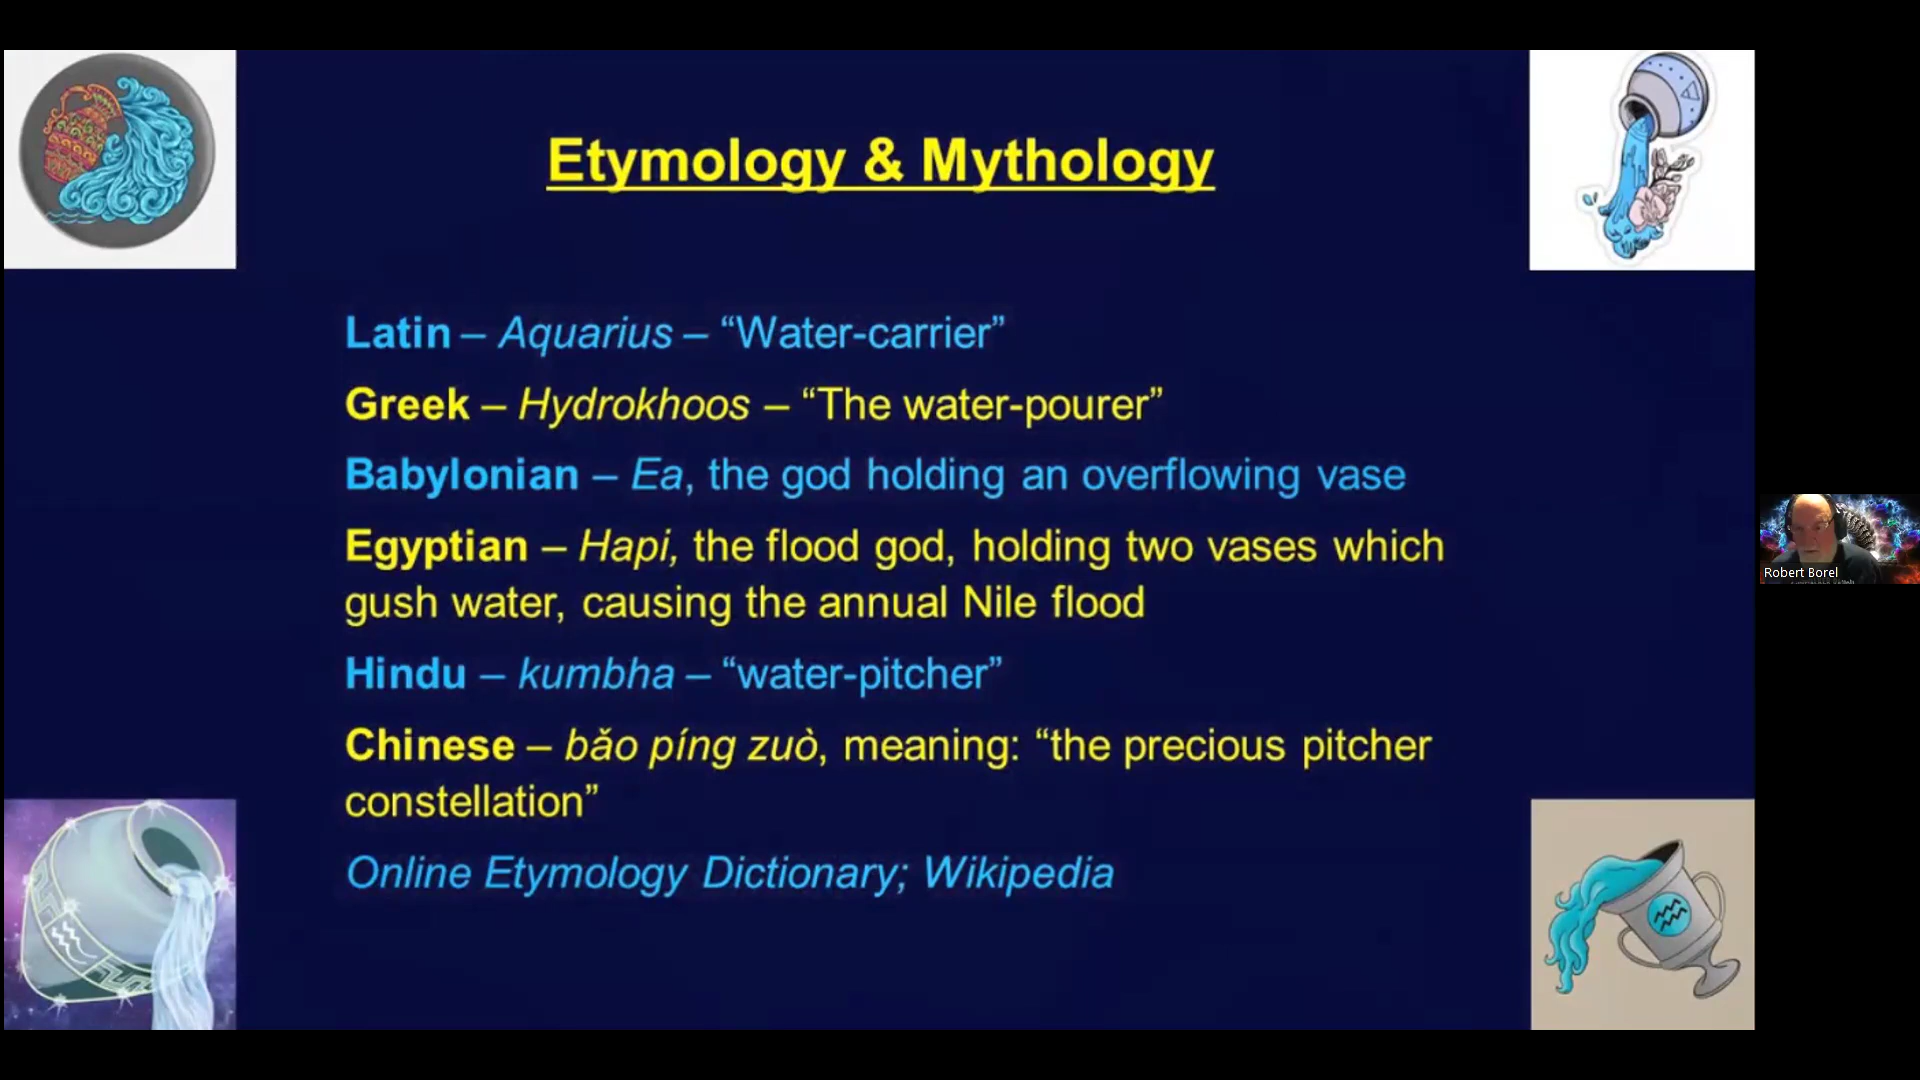 Etymology & Mythology
Latin – Aquarius – “Water-carrier”
Greek – Hydrokhoos – “The water-pourer”
Babylonian – Ea, the god holding an overflowing vase
Egyptian – Hapi, the flood god, holding two vases which
gush water, causing the annual Nile flood
Hindu – kumbha – “water-pitcher”
Chinese – bǎo píng zuò, meaning: “the precious pitcher
constellation”
Online Etymology Dictionary; Wikipedia
Robert Borel